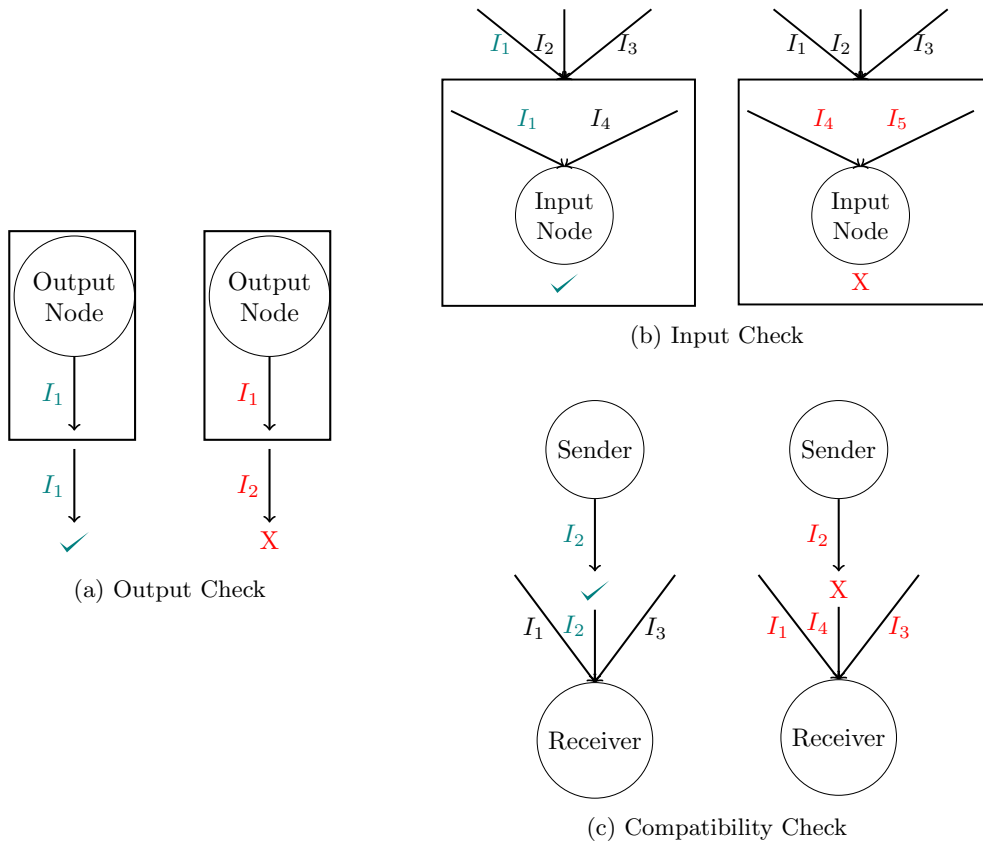 Output
Node
I₁
I₁
✓
Output
Node
I₁
I₂
X
(a) Output Check
I₁ I₂ I₃
I₁ I₄
Input
Node
✓
I₁ I₂ I₃
I₄ I₅
Input
Node
X
(b) Input Check
Sender
I₂
✓
I₁ I₂ I₃
Receiver
Sender
I₂
X
I₁ I₄ I₃
Receiver
(c) Compatibility Check